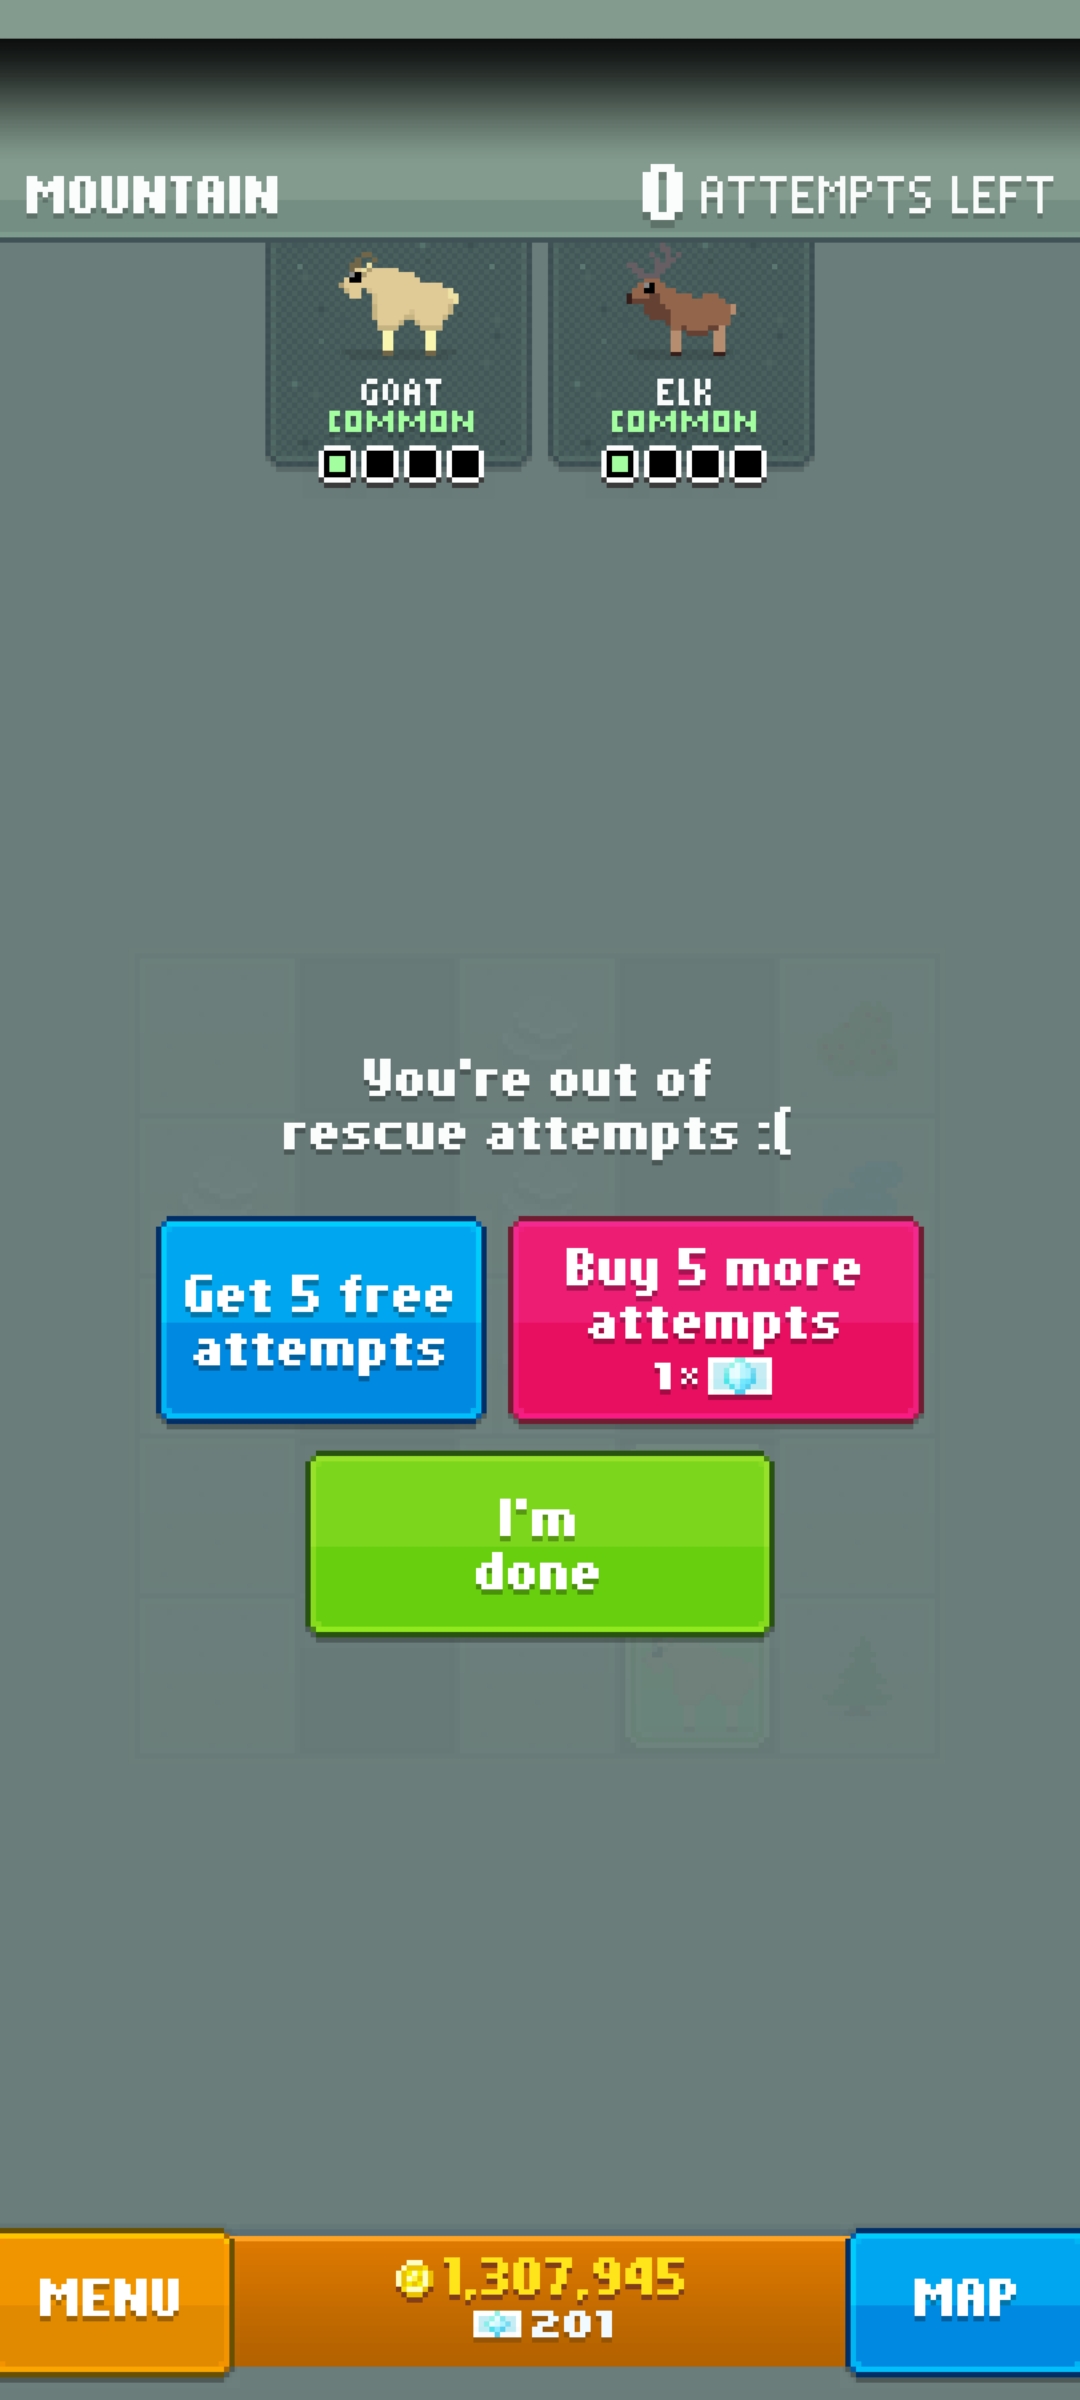 MOUNTAIN
0 ATTEMPTS LEFT
GOAT
COMMON
ELK
COMMON
You're out of
rescue attempts :(
Get 5 free
attempts
Buy 5 more
attempts
1×
I'm
done
MENU
1,307,945
201
MAP